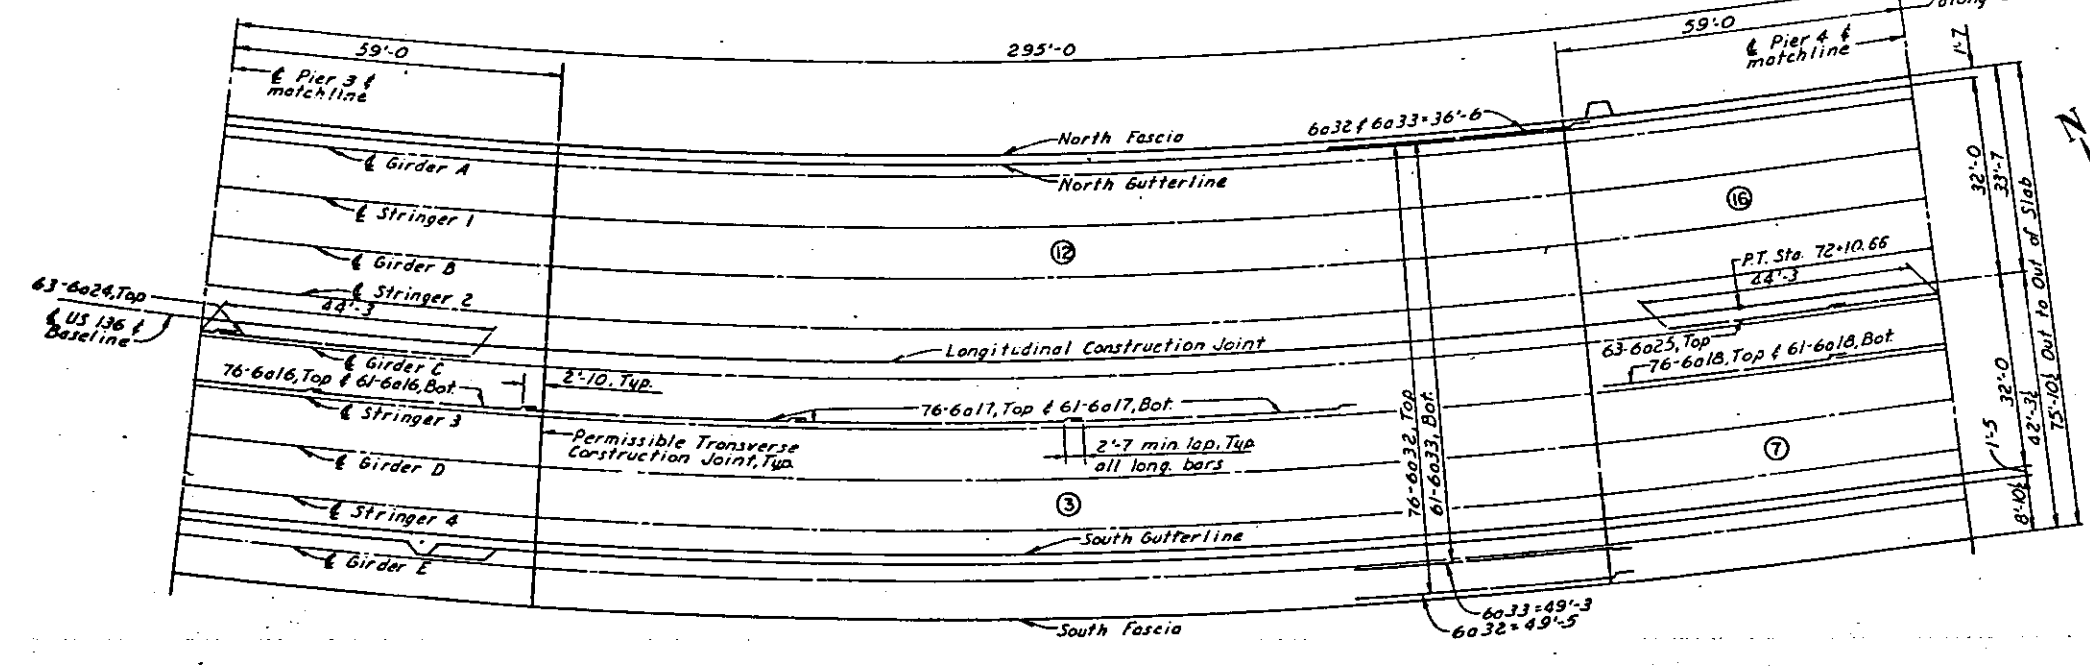 59'-0
295'-0
59'-0
along
℄ Pier 3 &
matchline
℄ Pier 4 &
matchline
1'-7
North Fascia
6a32 & 6a33=36'-6
℄ Girder A
North Gutterline
℄ Stringer 1
16
℄ Girder B
12
N
32'-0
33'-7
63-6a24, Top
℄ US 136 &
Baseline
℄ Stringer 2
44'-3
P.T. Sta. 72+10.66
44'-3
Longitudinal Construction Joint
℄ Girder C
63-6a25, Top
76-6a16, Top & 61-6a16, Bot.
2'-10, Typ.
76-6a18, Top & 61-6a18, Bot.
℄ Stringer 3
76-6a17, Top & 61-6a17, Bot.
Permissible Transverse
Construction Joint, Typ.
2'-7 min. lap, Typ.
all long. bars
76-6a32, Top
61-6a33, Bot.
32'-0
1'-5
42'-3½
75'-10½ Out to Out of Slab
8'-10½
℄ Girder D
7
℄ Stringer 4
3
South Gutterline
℄ Girder E
South Fascia
6a33=49'-3
6a32=49'-5